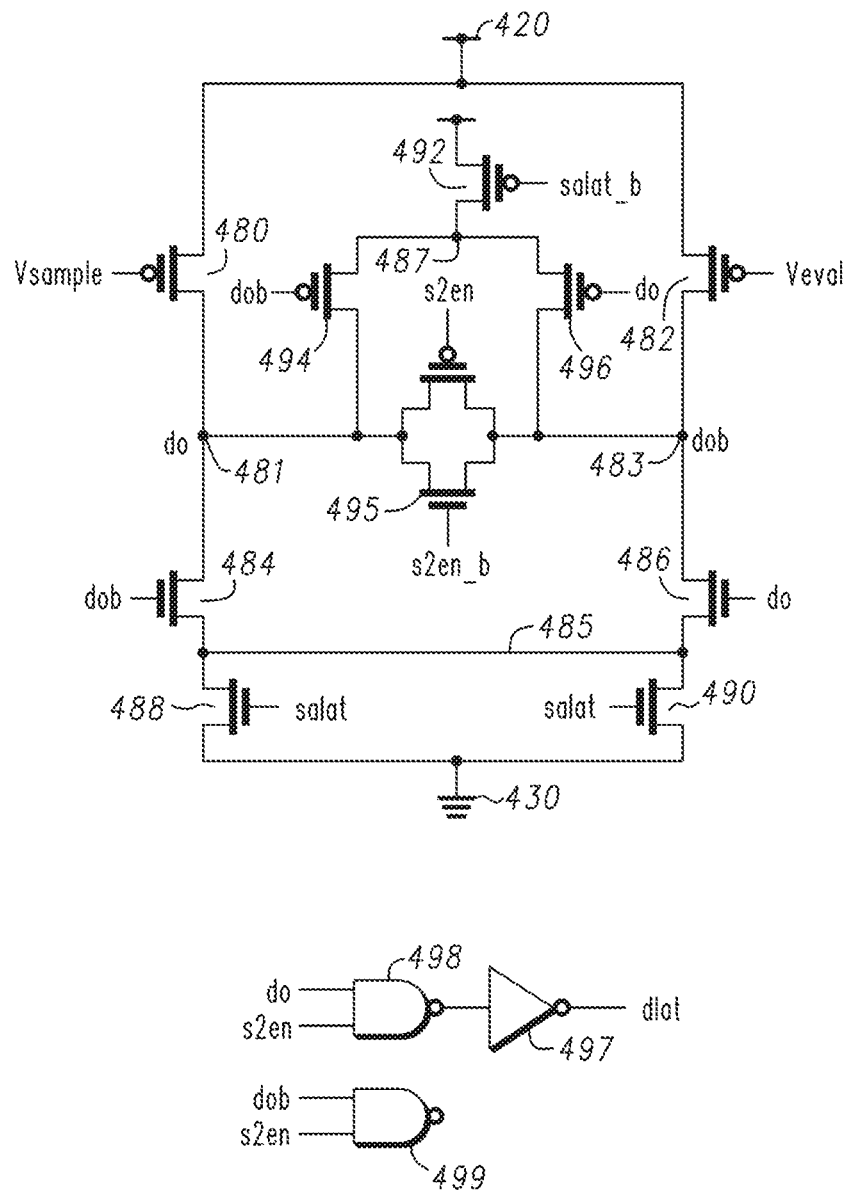 420
492
salat_b
480
Vsample
487
dob
s2en
do
Veval
482
494
496
do
481
dob
483
495
s2en_b
484
486
dob
do
485
488
salat
salat
490
430
498
do
s2en
dlat
497
dob
s2en
499